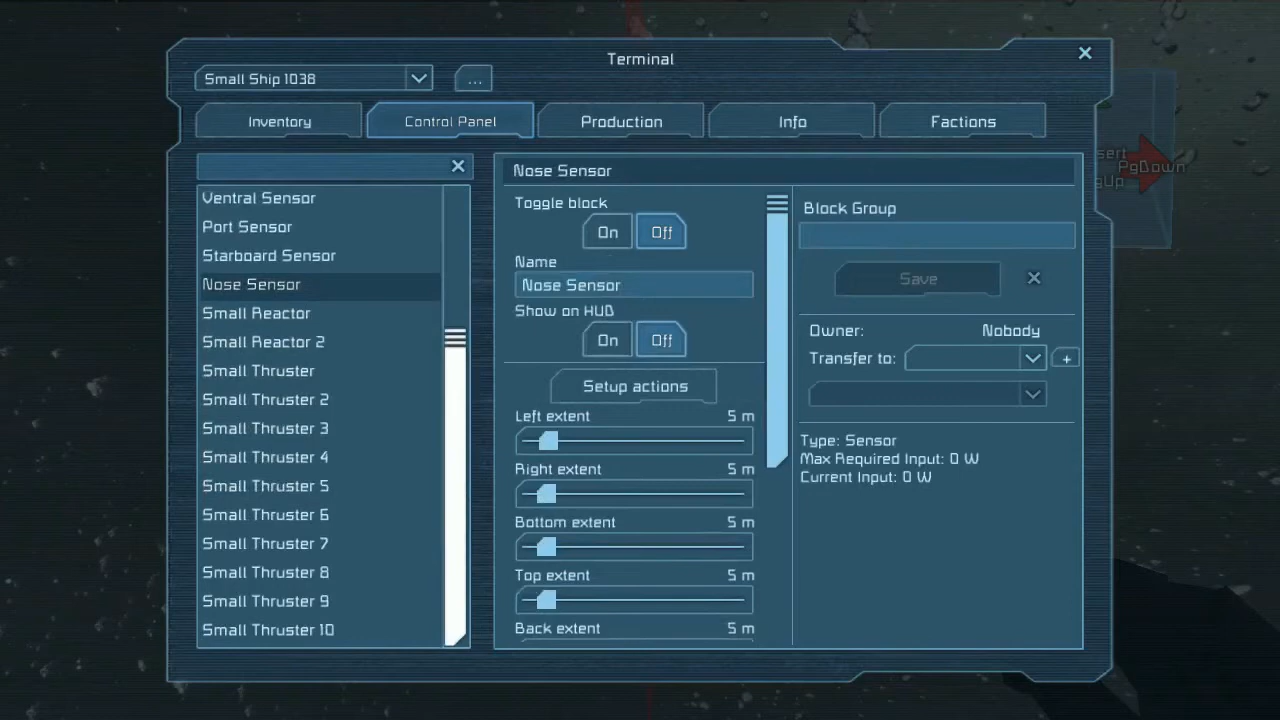 Terminal
Small Ship 1038
...
Inventory
Control Panel
Production
Info
Factions
Ventral Sensor
Port Sensor
Starboard Sensor
Nose Sensor
Small Reactor
Small Reactor 2
Small Thruster
Small Thruster 2
Small Thruster 3
Small Thruster 4
Small Thruster 5
Small Thruster 6
Small Thruster 7
Small Thruster 8
Small Thruster 9
Small Thruster 10
Nose Sensor
Toggle block
On Off
Name
Nose Sensor
Show on HUD
On Off
Setup actions
Left extent 5 m
Right extent 5 m
Bottom extent 5 m
Top extent 5 m
Back extent 5 m
Block Group
Save
Owner: Nobody
Transfer to:
+
Type: Sensor
Max Required Input: 0 W
Current Input: 0 W
PgDown